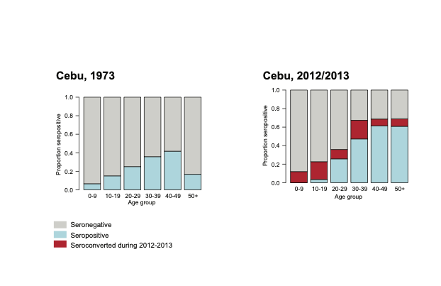 Cebu, 1973
Proportion seropositive
1.0
0.8
0.6
0.4
0.2
0.0
0-9 10-19 20-29 30-39 40-49 50+
Age group
Cebu, 2012/2013
Proportion seropositive
1.0
0.8
0.6
0.4
0.2
0.0
0-9 10-19 20-29 30-39 40-49 50+
Age group
Seronegative
Seropositive
Seroconverted during 2012-2013